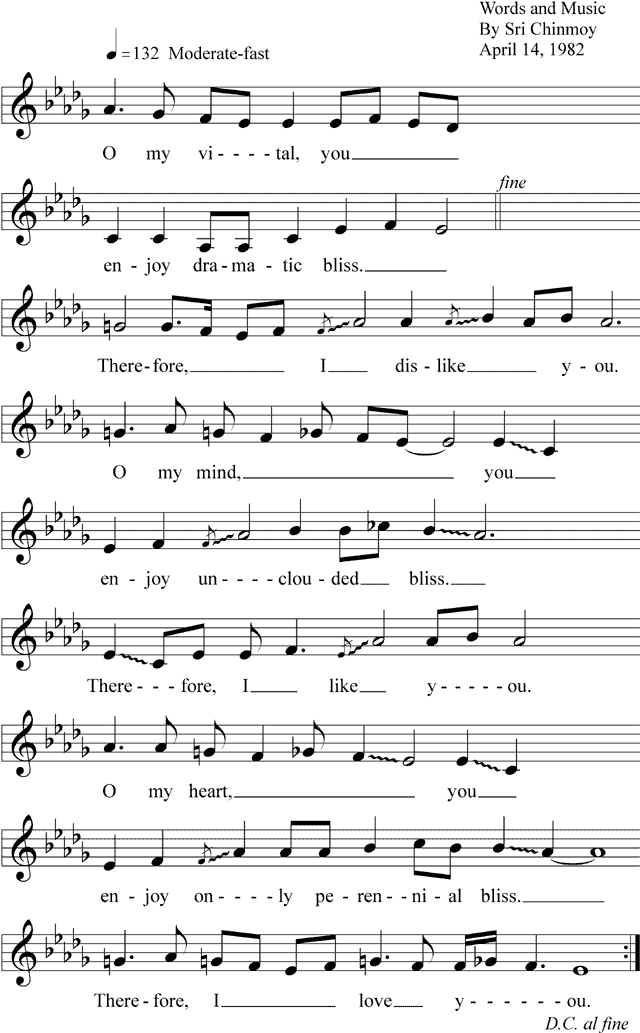 Words and Music
By Sri Chinmoy
April 14, 1982
♩=132 Moderate-fast
O my vi----tal, you
fine
en-joy dra-ma-tic bliss.
There-fore, I dis-like y-ou.
O my mind, you
en-joy un----clou-ded bliss.
There---fore, I like y-----ou.
O my heart, you
en-joy on----ly pe-ren--ni-al bliss.
There-fore, I love y------ou.
D.C. al fine